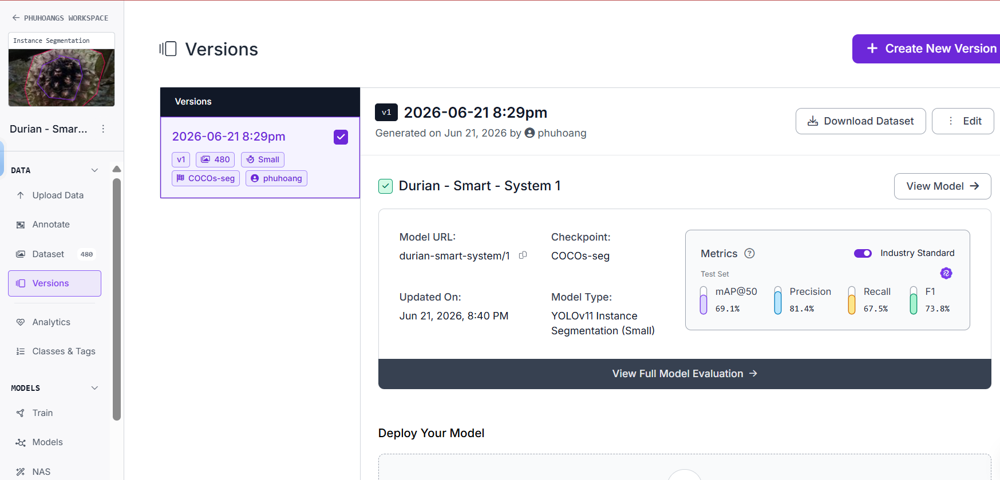 PHUHOANGS WORKSPACE
Instance Segmentation
Durian - Smar...
DATA
Upload Data
Annotate
Dataset 480
Versions
Analytics
Classes & Tags
MODELS
Train
Models
NAS
Versions
Create New Version
Versions
2026-06-21 8:29pm
v1 480 Small
COCOs-seg phuhoang
v1 2026-06-21 8:29pm
Generated on Jun 21, 2026 by phuhoang
Download Dataset
Edit
Durian - Smart - System 1
View Model
Model URL:
durian-smart-system/1
Checkpoint:
COCOs-seg
Updated On:
Jun 21, 2026, 8:40 PM
Model Type:
YOLOv11 Instance
Segmentation (Small)
Metrics
Industry Standard
Test Set
mAP@50 Precision Recall F1
69.1% 81.4% 67.5% 73.8%
View Full Model Evaluation
Deploy Your Model